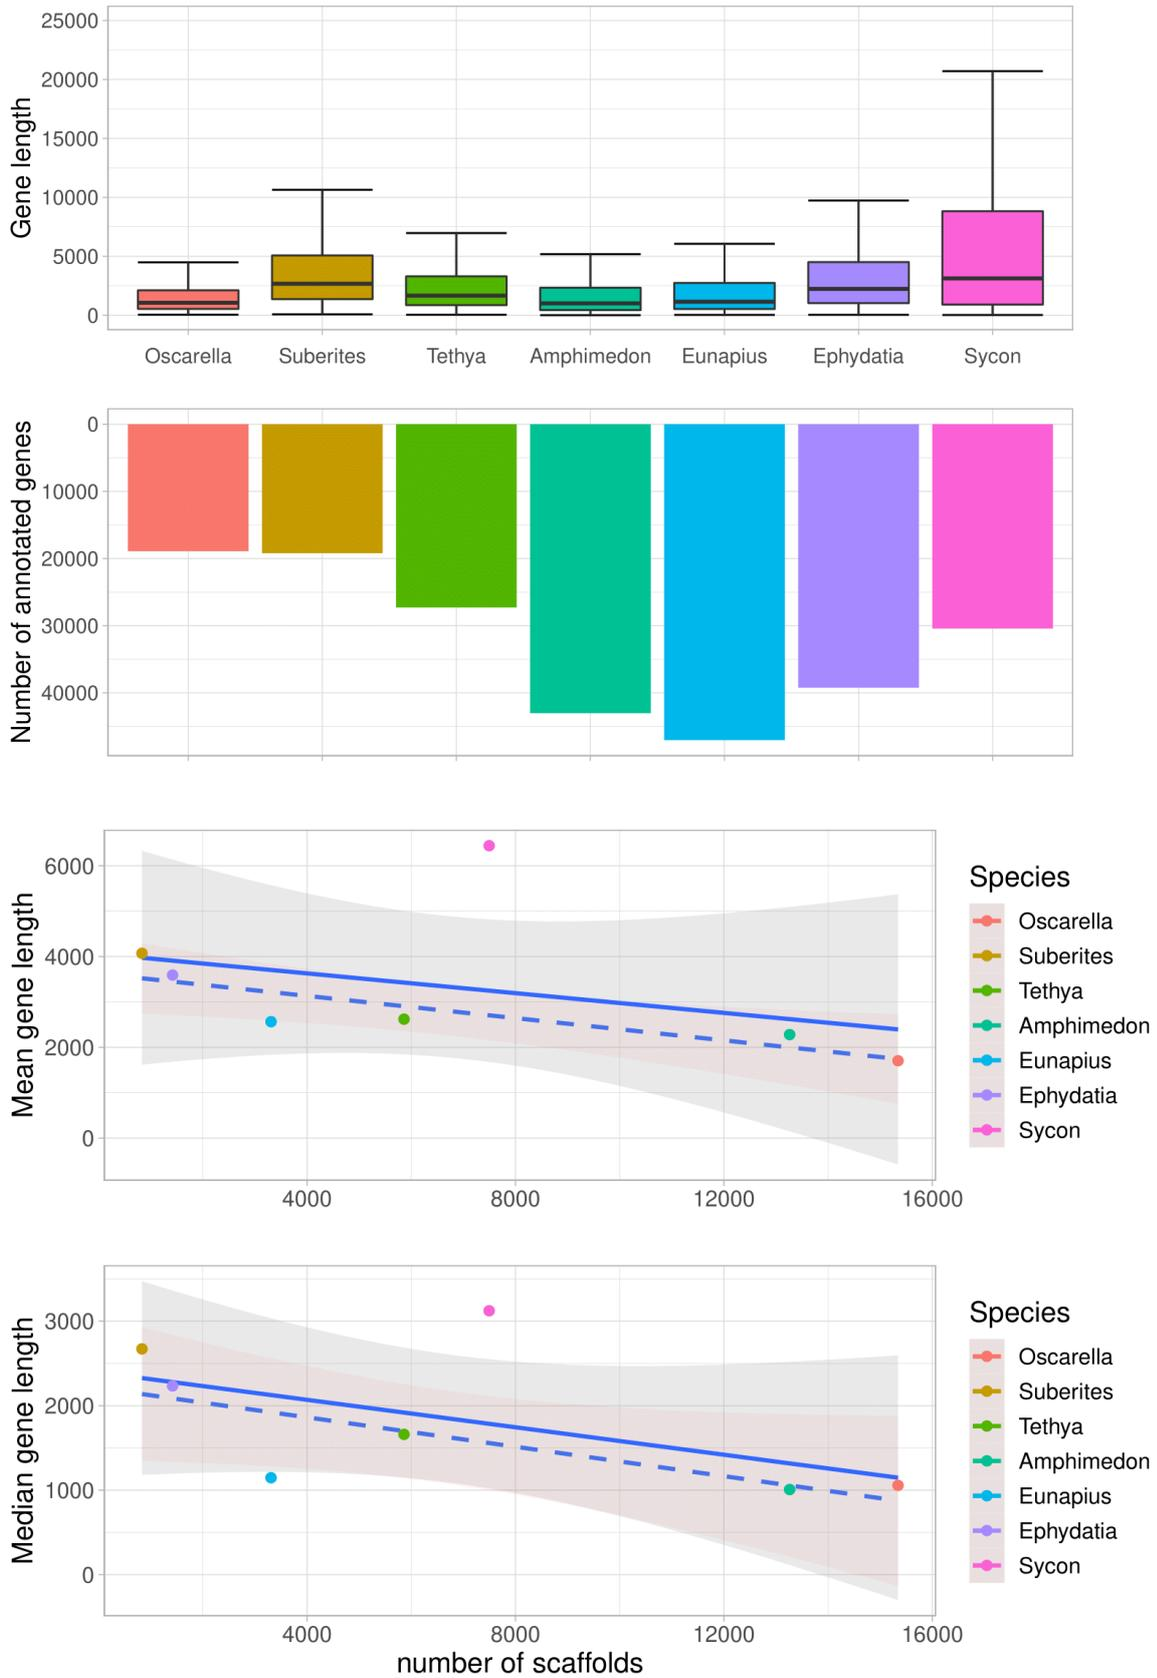 Gene length
25000
20000
15000
10000
5000
0
Oscarella Suberites Tethya Amphimedon Eunapius Ephydatia Sycon
Number of annotated genes
0
10000
20000
30000
40000
Mean gene length
6000
4000
2000
0
4000 8000 12000 16000
Species
Oscarella
Suberites
Tethya
Amphimedon
Eunapius
Ephydatia
Sycon
Median gene length
3000
2000
1000
0
4000 8000 12000 16000
number of scaffolds
Species
Oscarella
Suberites
Tethya
Amphimedon
Eunapius
Ephydatia
Sycon